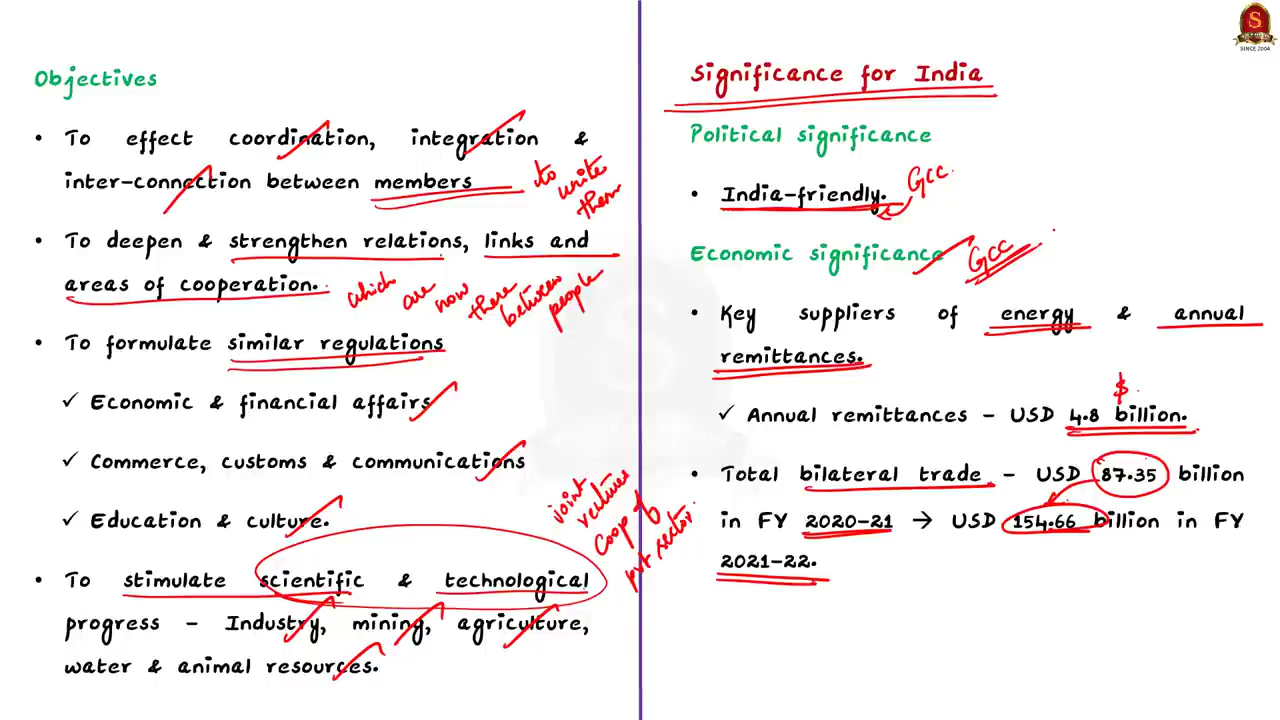 Objectives
• To effect coordination, integration &
inter-connection between members
to unite them
• To deepen & strengthen relations, links and
areas of cooperation.
which are now there between people
• To formulate similar regulations
✓ Economic & financial affairs
✓ Commerce, customs & communications
✓ Education & culture.
• To stimulate scientific & technological
progress - Industry, mining, agriculture,
water & animal resources.
joint
ventures
coop of
pvt sector
S
SINCE 2004
Significance for India
Political significance
• India-friendly.
GCC
Economic significance
GCC
• Key suppliers of energy & annual
remittances.
$
✓ Annual remittances - USD 4.8 billion.
• Total bilateral trade - USD 87.35 billion
in FY 2020-21 → USD 154.66 billion in FY
2021-22.